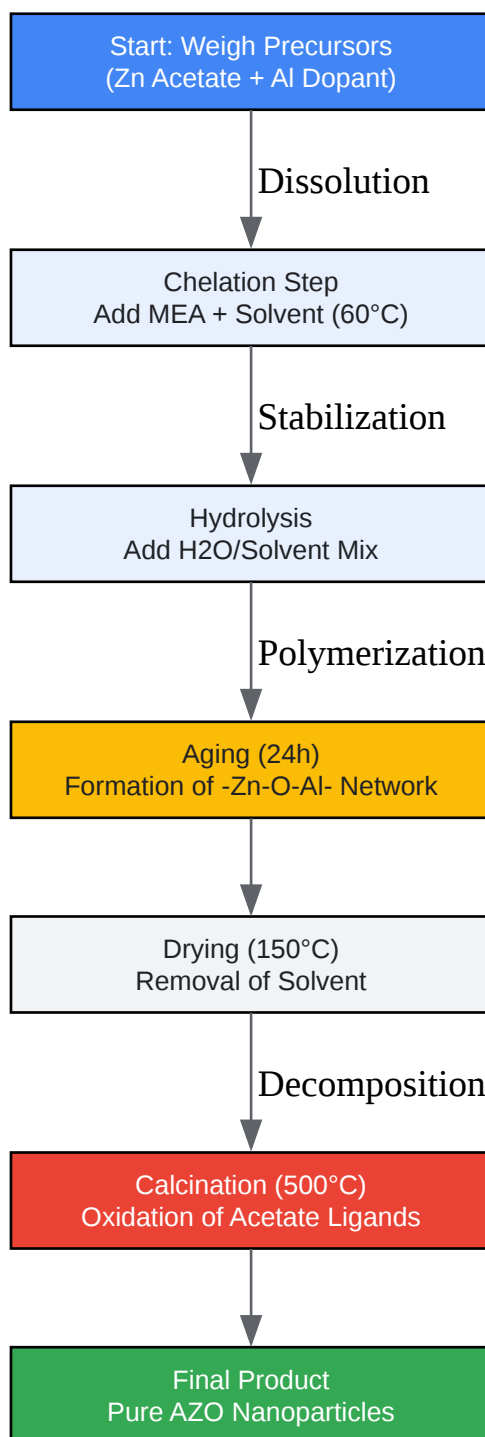 Start: Weigh Precursors
(Zn Acetate + Al Dopant)
Dissolution
Chelation Step
Add MEA + Solvent (60°C)
Stabilization
Hydrolysis
Add H2O/Solvent Mix
Polymerization
Aging (24h)
Formation of -Zn-O-Al- Network
Drying (150°C)
Removal of Solvent
Decomposition
Calcination (500°C)
Oxidation of Acetate Ligands
Final Product
Pure AZO Nanoparticles